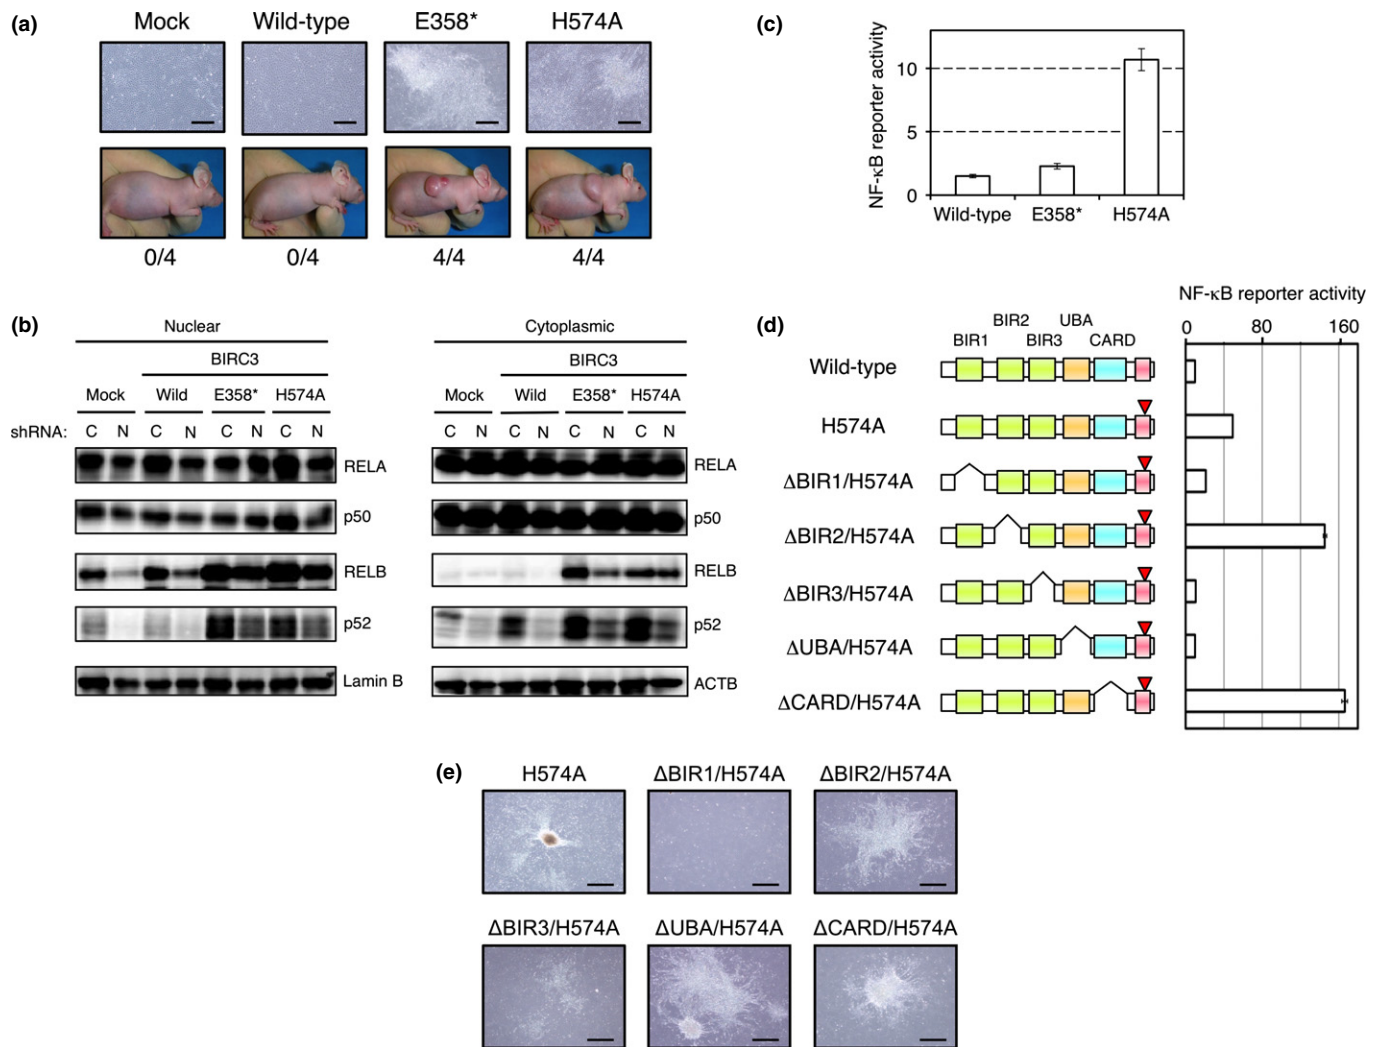 (a)
Mock Wild-type E358* H574A
0/4 0/4 4/4 4/4
(b)
Nuclear
BIRC3
Mock Wild E358* H574A
shRNA: C N C N C N C N
RELA
p50
RELB
p52
Lamin B
Cytoplasmic
BIRC3
Mock Wild E358* H574A
C N C N C N C N
RELA
p50
RELB
p52
ACTB
(c)
NF-κB reporter activity
10
5
0
Wild-type E358* H574A
(d)
NF-κB reporter activity
0 80 160
BIR2 UBA
BIR1 BIR3 CARD
Wild-type
H574A
ΔBIR1/H574A
ΔBIR2/H574A
ΔBIR3/H574A
ΔUBA/H574A
ΔCARD/H574A
(e)
H574A ΔBIR1/H574A ΔBIR2/H574A
ΔBIR3/H574A ΔUBA/H574A ΔCARD/H574A